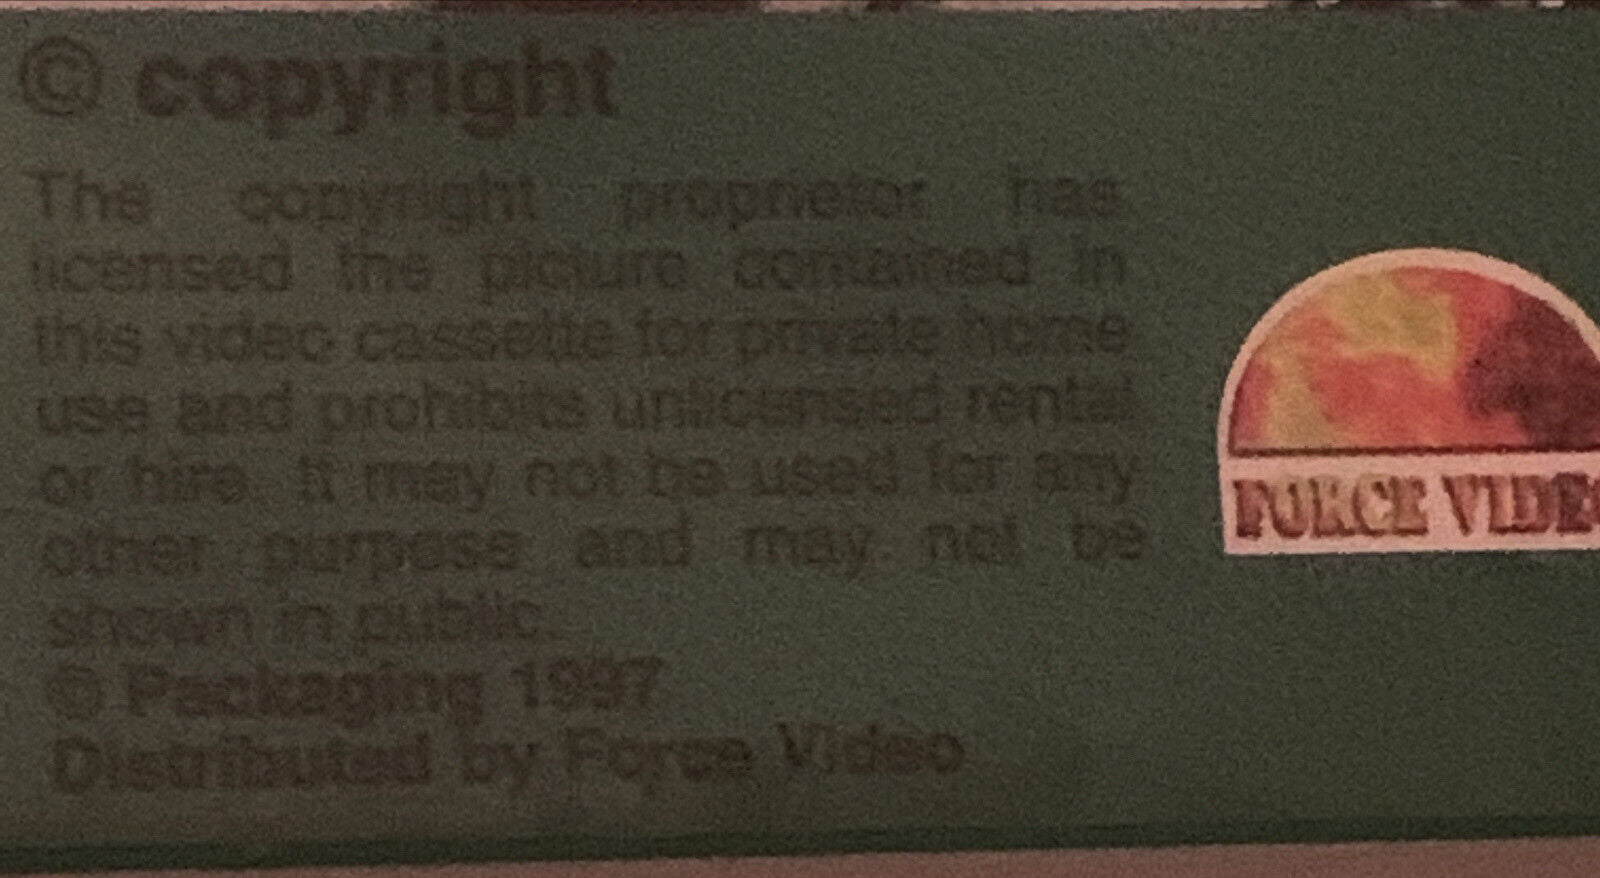 © copyright
The copyright proprietor has
licensed the picture contained in
this video cassette for private home
use and prohibits unlicensed rental
or hire. It may not be used for any
other purpose and may not be
shown in public.
© Packaging 1997
Distributed by Force Video
FORCE VIDEO